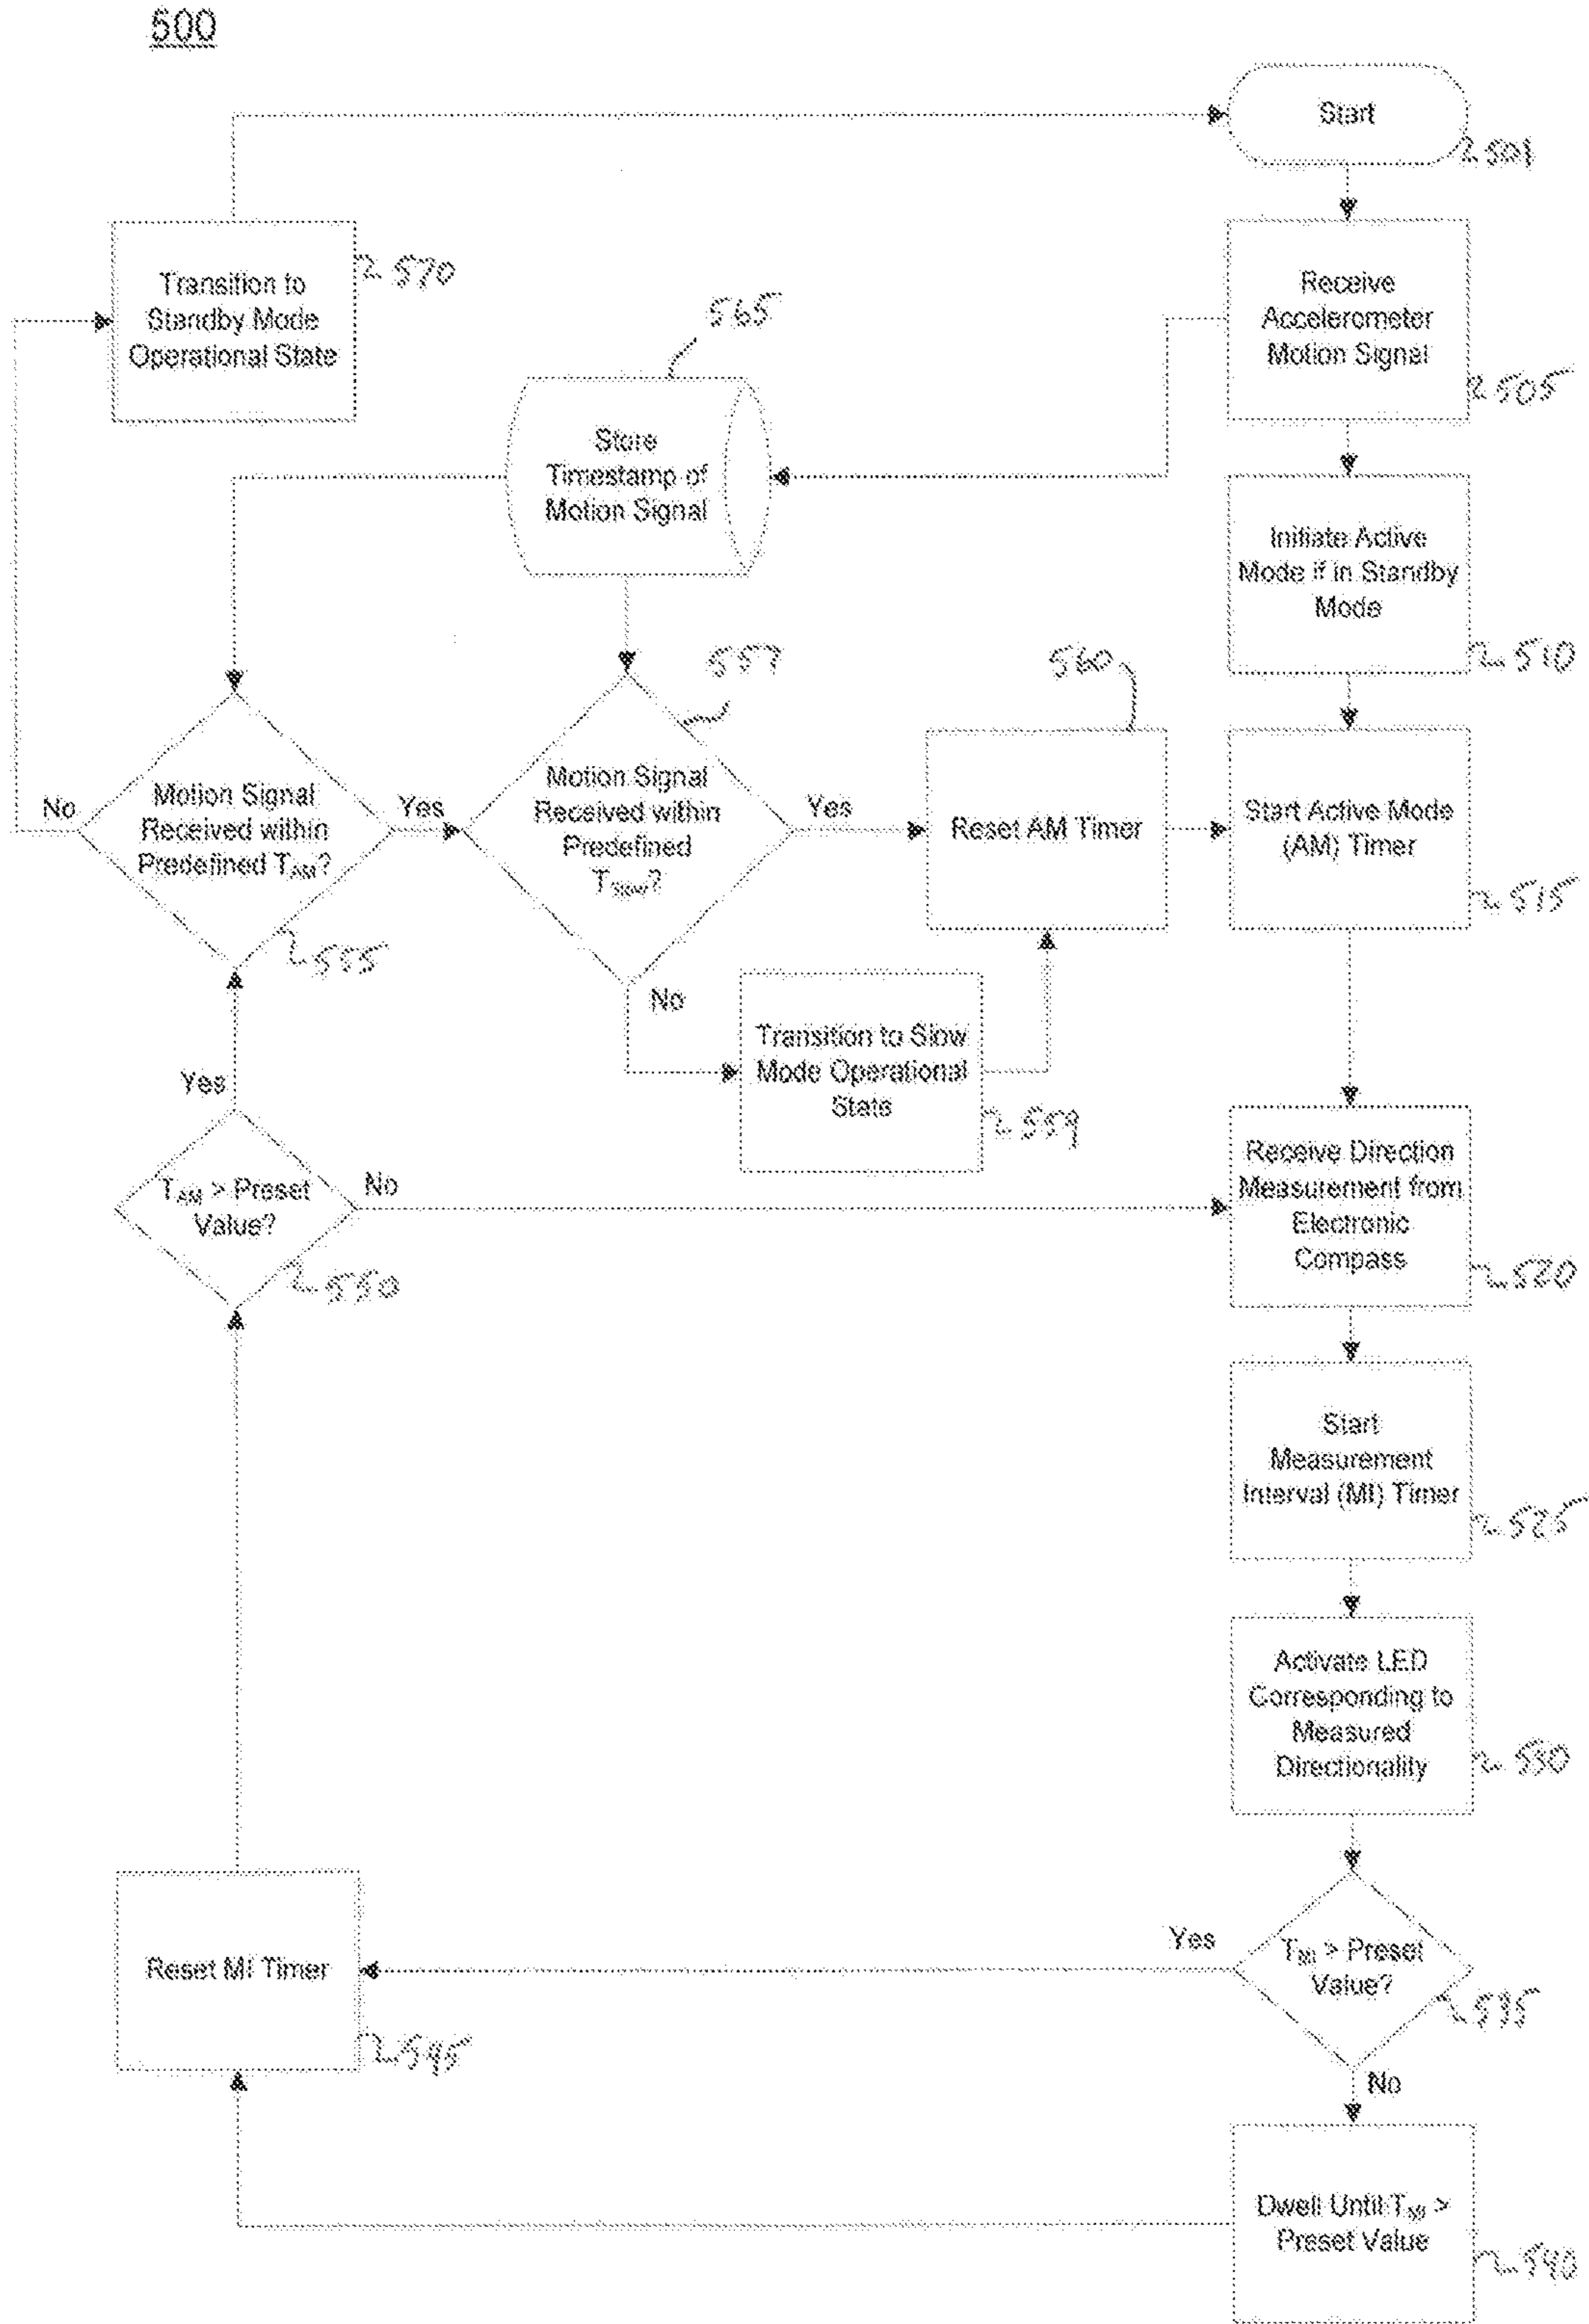 500
Start
501
Transition to
Standby Mode
Operational State
570
Receive
Accelerometer
Motion Signal
505
565
Store
Timestamp of
Motion Signal
Initiate Active
Mode if in Standby
Mode
510
557
560
Motion Signal
Received within
Predefined TAM?
No
Yes
555
Motion Signal
Received within
Predefined
TSlow?
Yes
No
Reset AM Timer
Start Active Mode
(AM) Timer
515
Transition to Slow
Mode Operational
State
559
Yes
TAM > Preset
Value?
No
550
Receive Direction
Measurement from
Electronic
Compass
520
Start
Measurement
Interval (MI) Timer
525
Activate LED
Corresponding to
Measured
Directionality
530
Reset MI Timer
545
Yes
TMI > Preset
Value?
535
No
Dwell Until TMI >
Preset Value
540